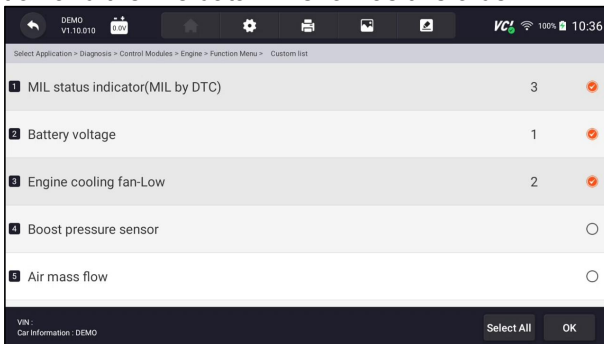 DEMO
V1.10.010
0.0V
VCI
100%
10:36
Select Application > Diagnosis > Control Modules > Engine > Function Menu > Custom list
1 MIL status indicator(MIL by DTC) 3
2 Battery voltage 1
3 Engine cooling fan-Low 2
4 Boost pressure sensor
5 Air mass flow
VIN :
Car Information : DEMO
Select All
OK